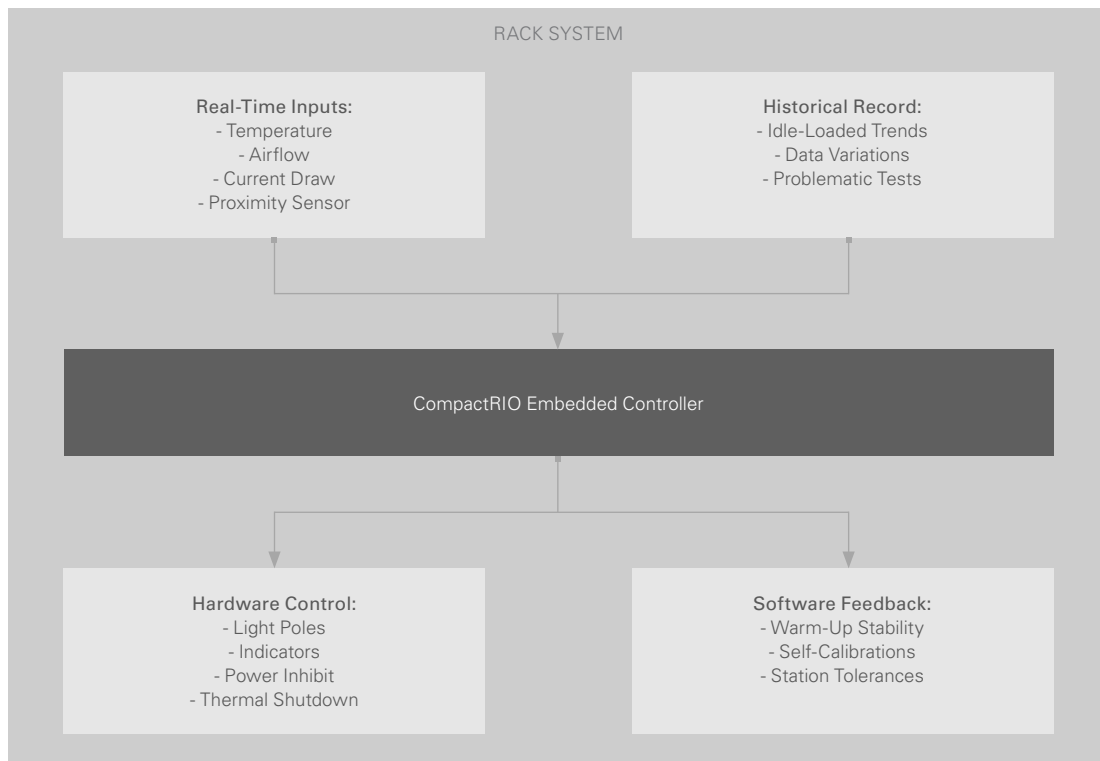 RACK SYSTEM
Real-Time Inputs:
- Temperature
- Airflow
- Current Draw
- Proximity Sensor
Historical Record:
- Idle-Loaded Trends
- Data Variations
- Problematic Tests
CompactRIO Embedded Controller
Hardware Control:
- Light Poles
- Indicators
- Power Inhibit
- Thermal Shutdown
Software Feedback:
- Warm-Up Stability
- Self-Calibrations
- Station Tolerances